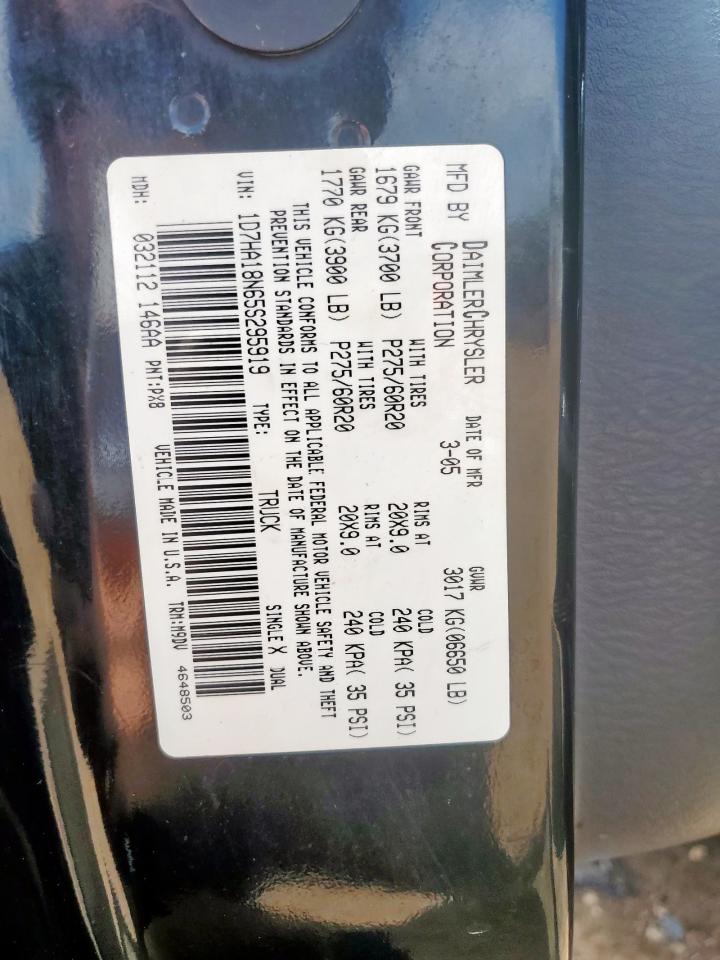 MFD BY DAIMLERCHRYSLER CORPORATION DATE OF MFR 3-05 GVWR 3017 KG(06650 LB)
GAWR FRONT WITH TIRES RIMS AT COLD
1679 KG(3700 LB) P275/60R20 20X9.0 240 KPA( 35 PSI)
GAWR REAR WITH TIRES RIMS AT COLD
1770 KG(3900 LB) P275/60R20 20X9.0 240 KPA( 35 PSI)
THIS VEHICLE CONFORMS TO ALL APPLICABLE FEDERAL MOTOR VEHICLE SAFETY AND THEFT
PREVENTION STANDARDS IN EFFECT ON THE DATE OF MANUFACTURE SHOWN ABOVE.
VIN: 1D7HA18N65S295919 TYPE: TRUCK SINGLE X DUAL
MDH: 032112 146AA PNT:PX8 VEHICLE MADE IN U.S.A. TRM:M9DV 4648503